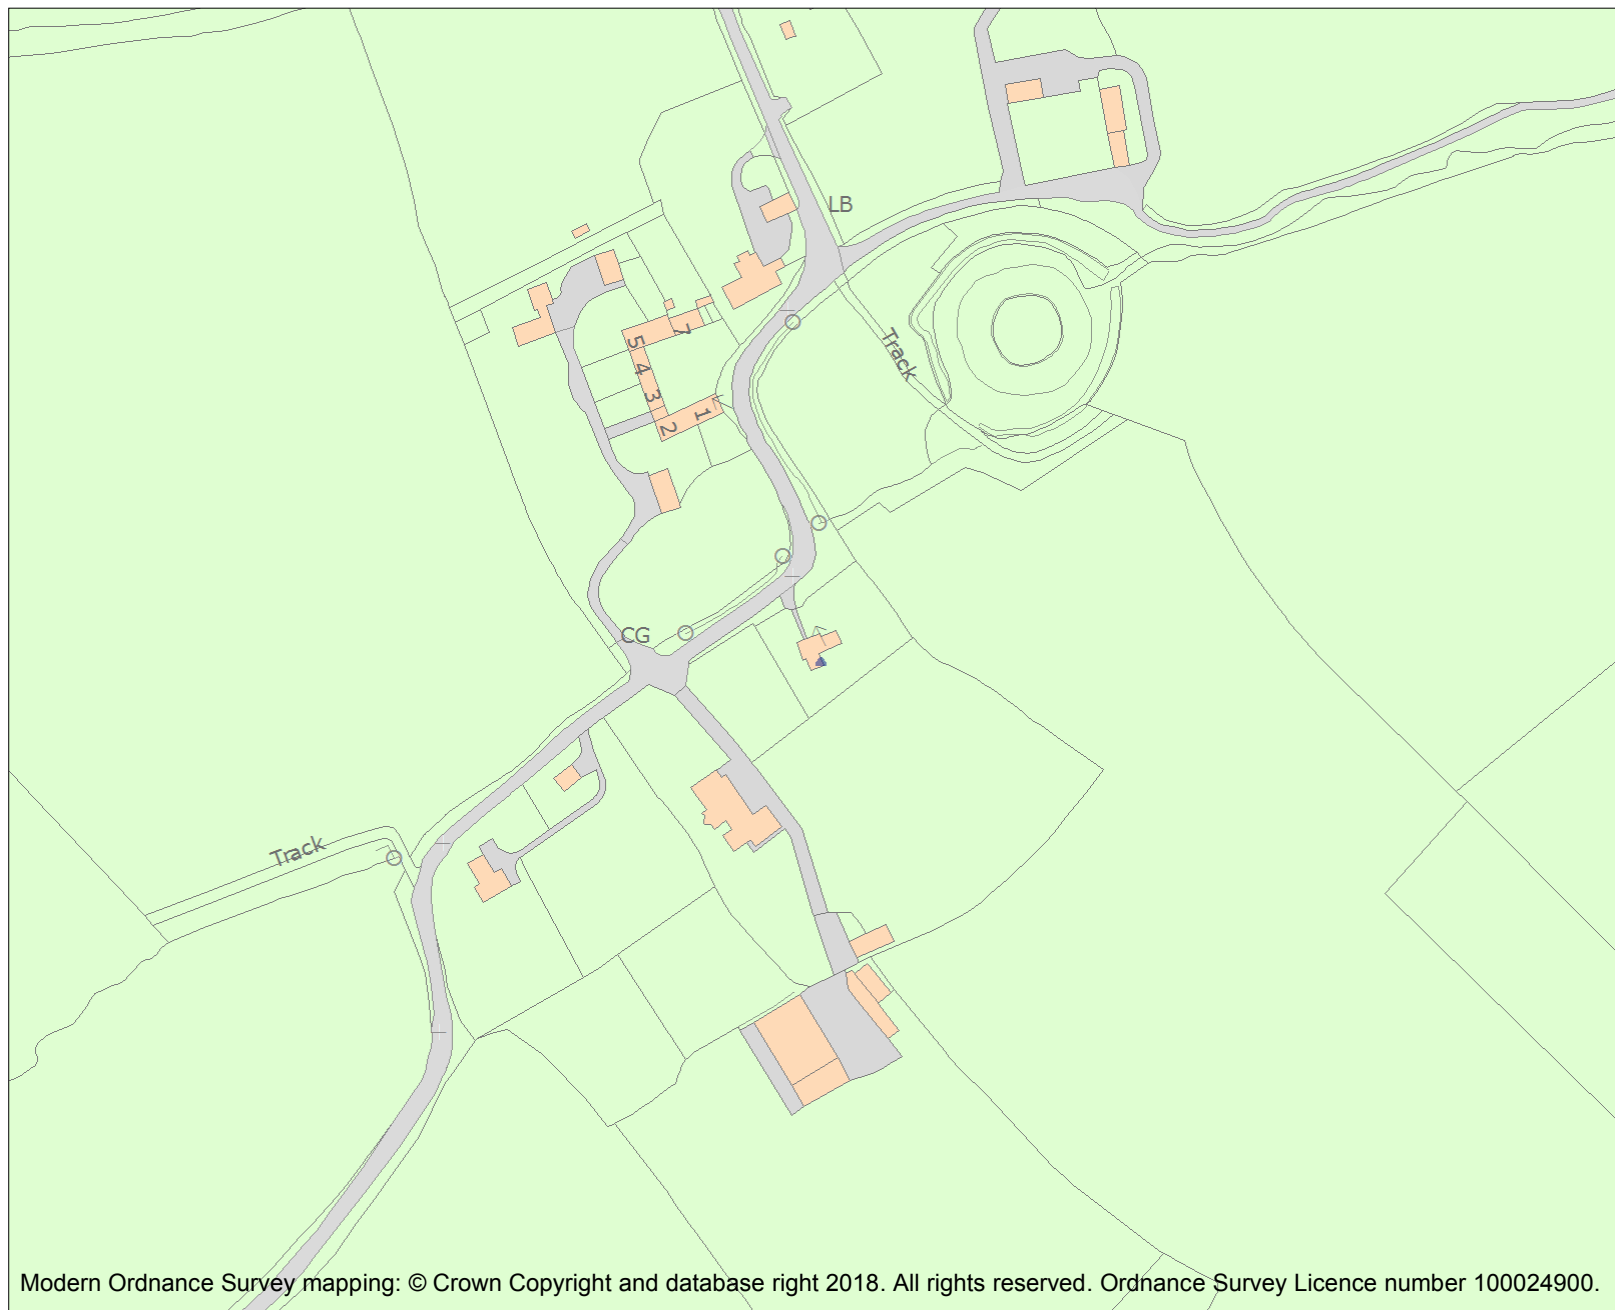 LB
Track
7
5
4
3
1
2
CG
Track
Modern Ordnance Survey mapping: © Crown Copyright and database right 2018. All rights reserved. Ordnance Survey Licence number 100024900.